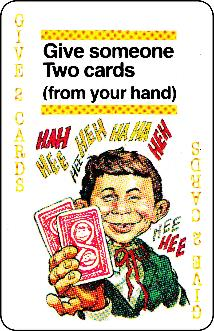 GIVE 2 CARDS
Give someone
Two cards
(from your hand)
HAH
HEE
HEE
HEH
HA HA
HEH
HEE
HEE
GIVE 2 CARDS